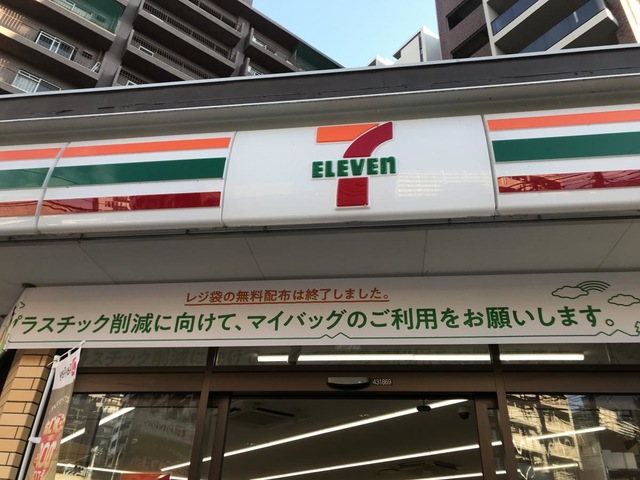 7
ELEVEn
レジ袋の無料配布は終了しました。
プラスチック削減に向けて、マイバッグのご利用をお願いします。
431869